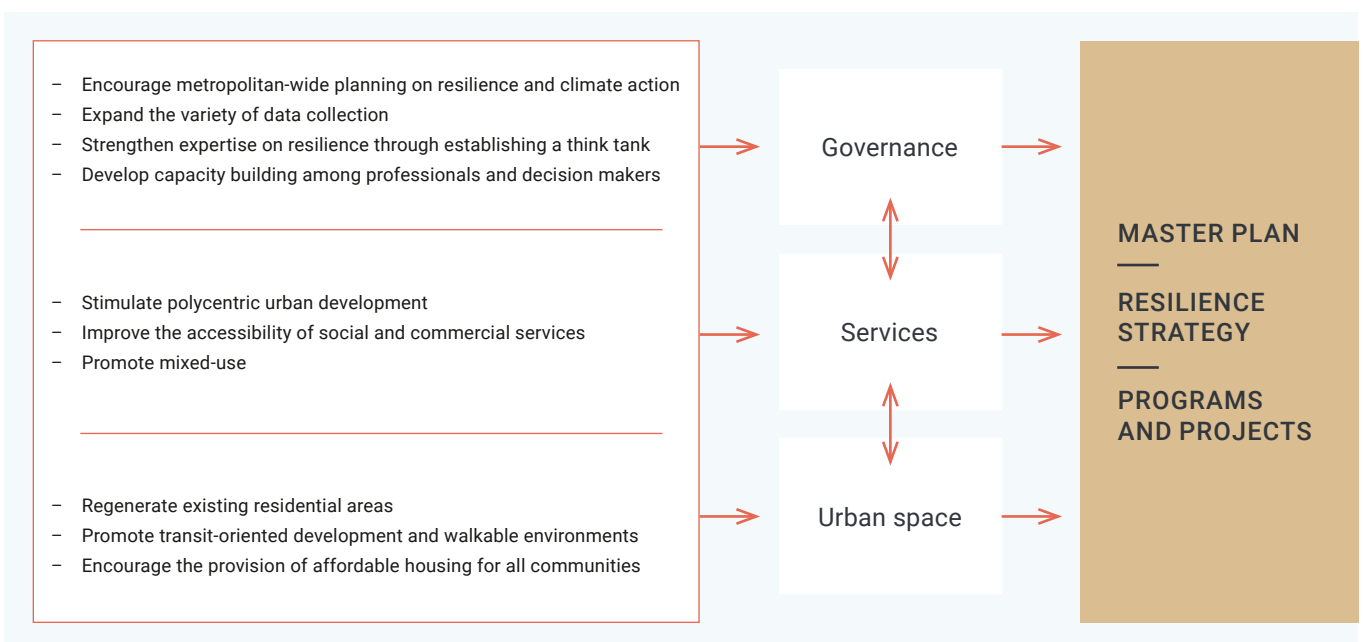 – Encourage metropolitan-wide planning on resilience and climate action
– Expand the variety of data collection
– Strengthen expertise on resilience through establishing a think tank
– Develop capacity building among professionals and decision makers
– Stimulate polycentric urban development
– Improve the accessibility of social and commercial services
– Promote mixed-use
– Regenerate existing residential areas
– Promote transit-oriented development and walkable environments
– Encourage the provision of affordable housing for all communities
Governance
Services
Urban space
MASTER PLAN
RESILIENCE
STRATEGY
PROGRAMS
AND PROJECTS